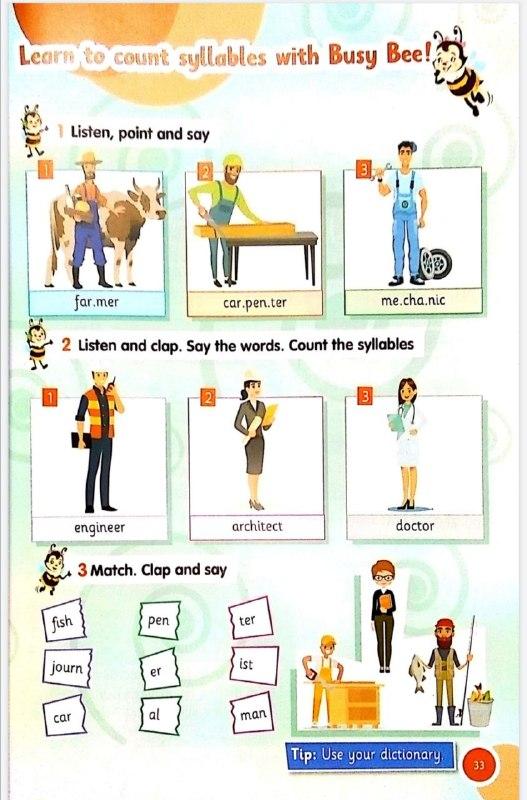 Learn to count syllables with Busy Bee!
1 Listen, point and say
1 2 3
far.mer car.pen.ter me.cha.nic
2 Listen and clap. Say the words. Count the syllables
1 2 3
engineer architect doctor
3 Match. Clap and say
fish pen ter
journ er ist
car al man
Tip: Use your dictionary.
33